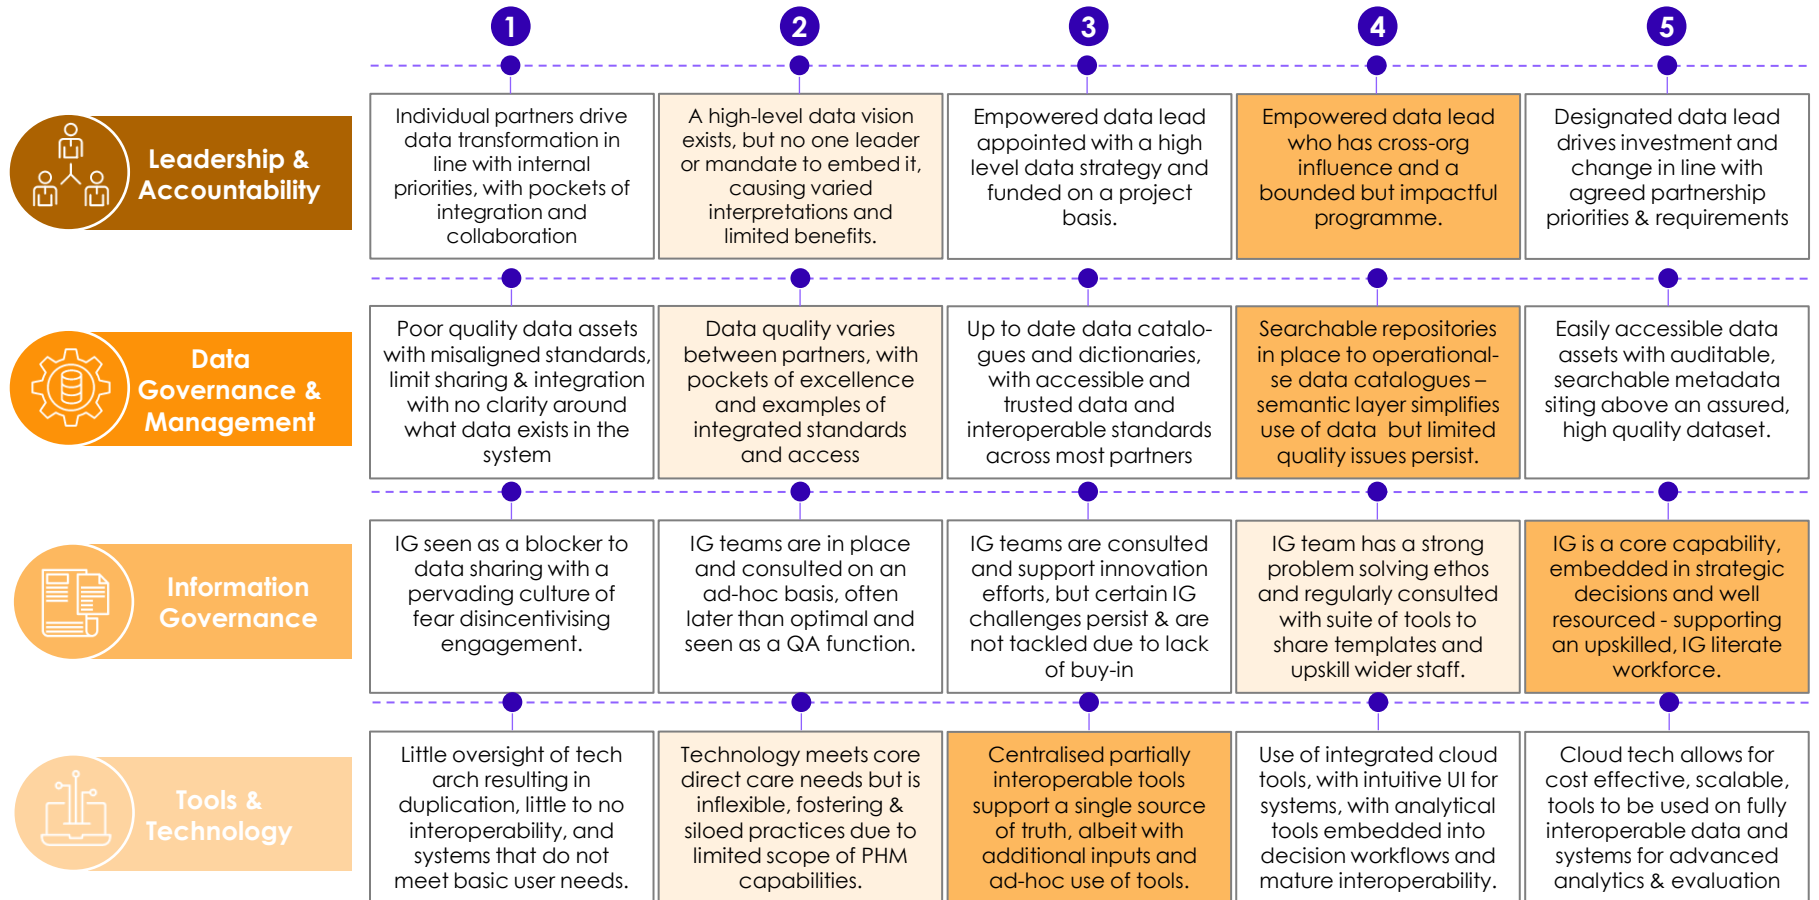 1
2
3
4
5
Leadership &
Accountability
Individual partners drive
data transformation in
line with internal
priorities, with pockets of
integration and
collaboration
A high-level data vision
exists, but no one leader
or mandate to embed it,
causing varied
interpretations and
limited benefits.
Empowered data lead
appointed with a high
level data strategy and
funded on a project
basis.
Empowered data lead
who has cross-org
influence and a
bounded but impactful
programme.
Designated data lead
drives investment and
change in line with
agreed partnership
priorities & requirements
Data
Governance &
Management
Poor quality data assets
with misaligned standards,
limit sharing & integration
with no clarity around
what data exists in the
system
Data quality varies
between partners, with
pockets of excellence
and examples of
integrated standards
and access
Up to date data catalo-
gues and dictionaries,
with accessible and
trusted data and
interoperable standards
across most partners
Searchable repositories
in place to operational-
se data catalogues –
semantic layer simplifies
use of data but limited
quality issues persist.
Easily accessible data
assets with auditable,
searchable metadata
siting above an assured,
high quality dataset.
Information
Governance
IG seen as a blocker to
data sharing with a
pervading culture of
fear disincentivising
engagement.
IG teams are in place
and consulted on an
ad-hoc basis, often
later than optimal and
seen as a QA function.
IG teams are consulted
and support innovation
efforts, but certain IG
challenges persist & are
not tackled due to lack
of buy-in
IG team has a strong
problem solving ethos
and regularly consulted
with suite of tools to
share templates and
upskill wider staff.
IG is a core capability,
embedded in strategic
decisions and well
resourced - supporting
an upskilled, IG literate
workforce.
Tools &
Technology
Little oversight of tech
arch resulting in
duplication, little to no
interoperability, and
systems that do not
meet basic user needs.
Technology meets core
direct care needs but is
inflexible, fostering &
siloed practices due to
limited scope of PHM
capabilities.
Centralised partially
interoperable tools
support a single source
of truth, albeit with
additional inputs and
ad-hoc use of tools.
Use of integrated cloud
tools, with intuitive UI for
systems, with analytical
tools embedded into
decision workflows and
mature interoperability.
Cloud tech allows for
cost effective, scalable,
tools to be used on fully
interoperable data and
systems for advanced
analytics & evaluation